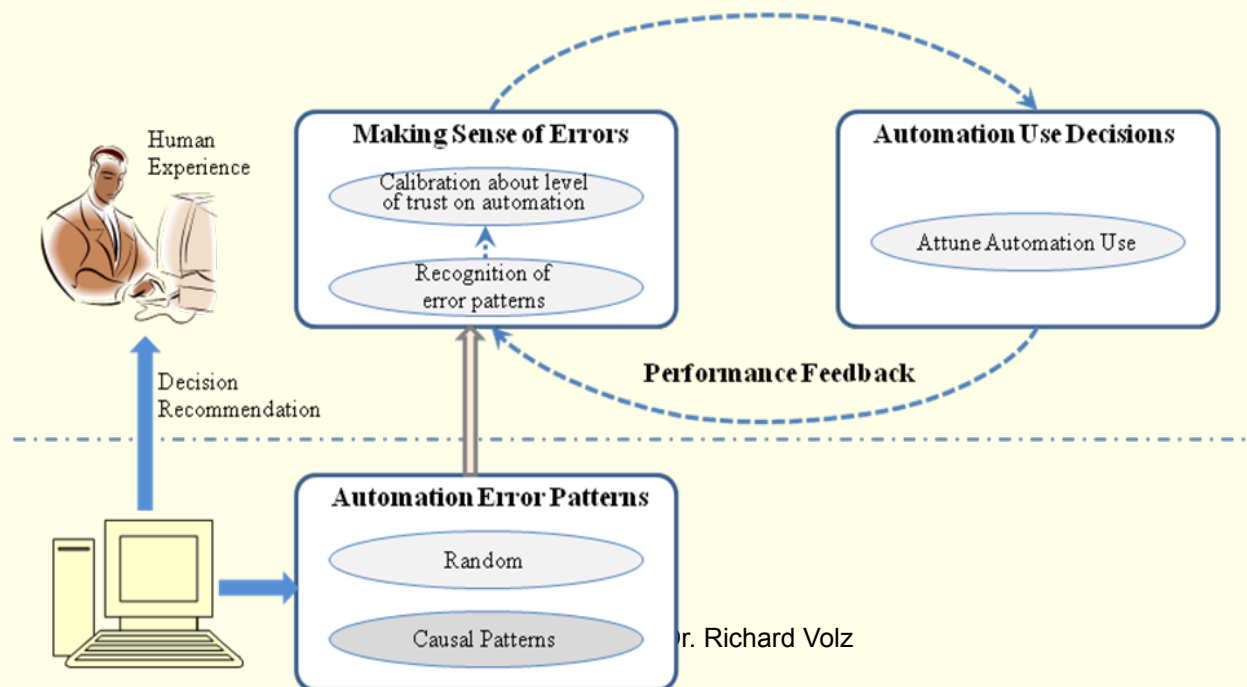 Human
Experience
Making Sense of Errors
Calibration about level
of trust on automation
Recognition of
error patterns
Automation Use Decisions
Attune Automation Use
Performance Feedback
Decision
Recommendation
Automation Error Patterns
Random
Causal Patterns
r. Richard Volz